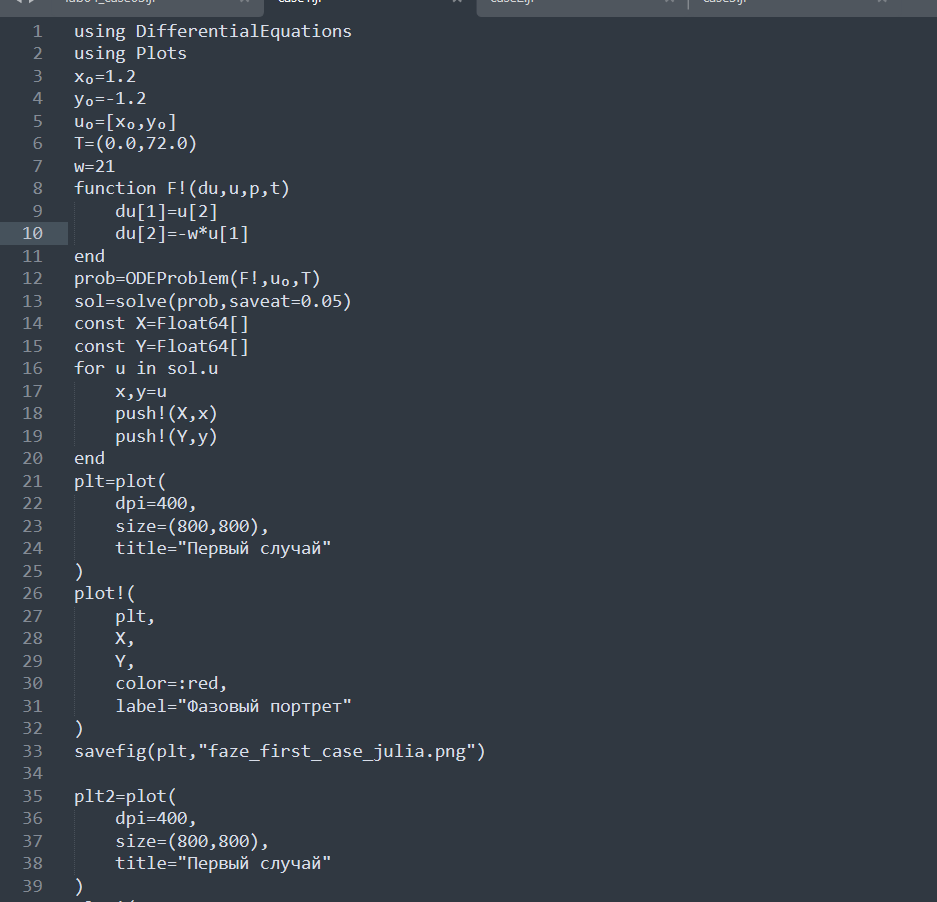 1 using DifferentialEquations
2 using Plots
3 x₀=1.2
4 y₀=-1.2
5 u₀=[x₀,y₀]
6 T=(0.0,72.0)
7 w=21
8 function F!(du,u,p,t)
9 du[1]=u[2]
10 du[2]=-w*u[1]
11 end
12 prob=ODEProblem(F!,u₀,T)
13 sol=solve(prob,saveat=0.05)
14 const X=Float64[]
15 const Y=Float64[]
16 for u in sol.u
17 x,y=u
18 push!(X,x)
19 push!(Y,y)
20 end
21 plt=plot(
22 dpi=400,
23 size=(800,800),
24 title="Первый случай"
25 )
26 plot!(
27 plt,
28 X,
29 Y,
30 color=:red,
31 label="Фазовый портрет"
32 )
33 savefig(plt,"faze_first_case_julia.png")
34
35 plt2=plot(
36 dpi=400,
37 size=(800,800),
38 title="Первый случай"
39 )